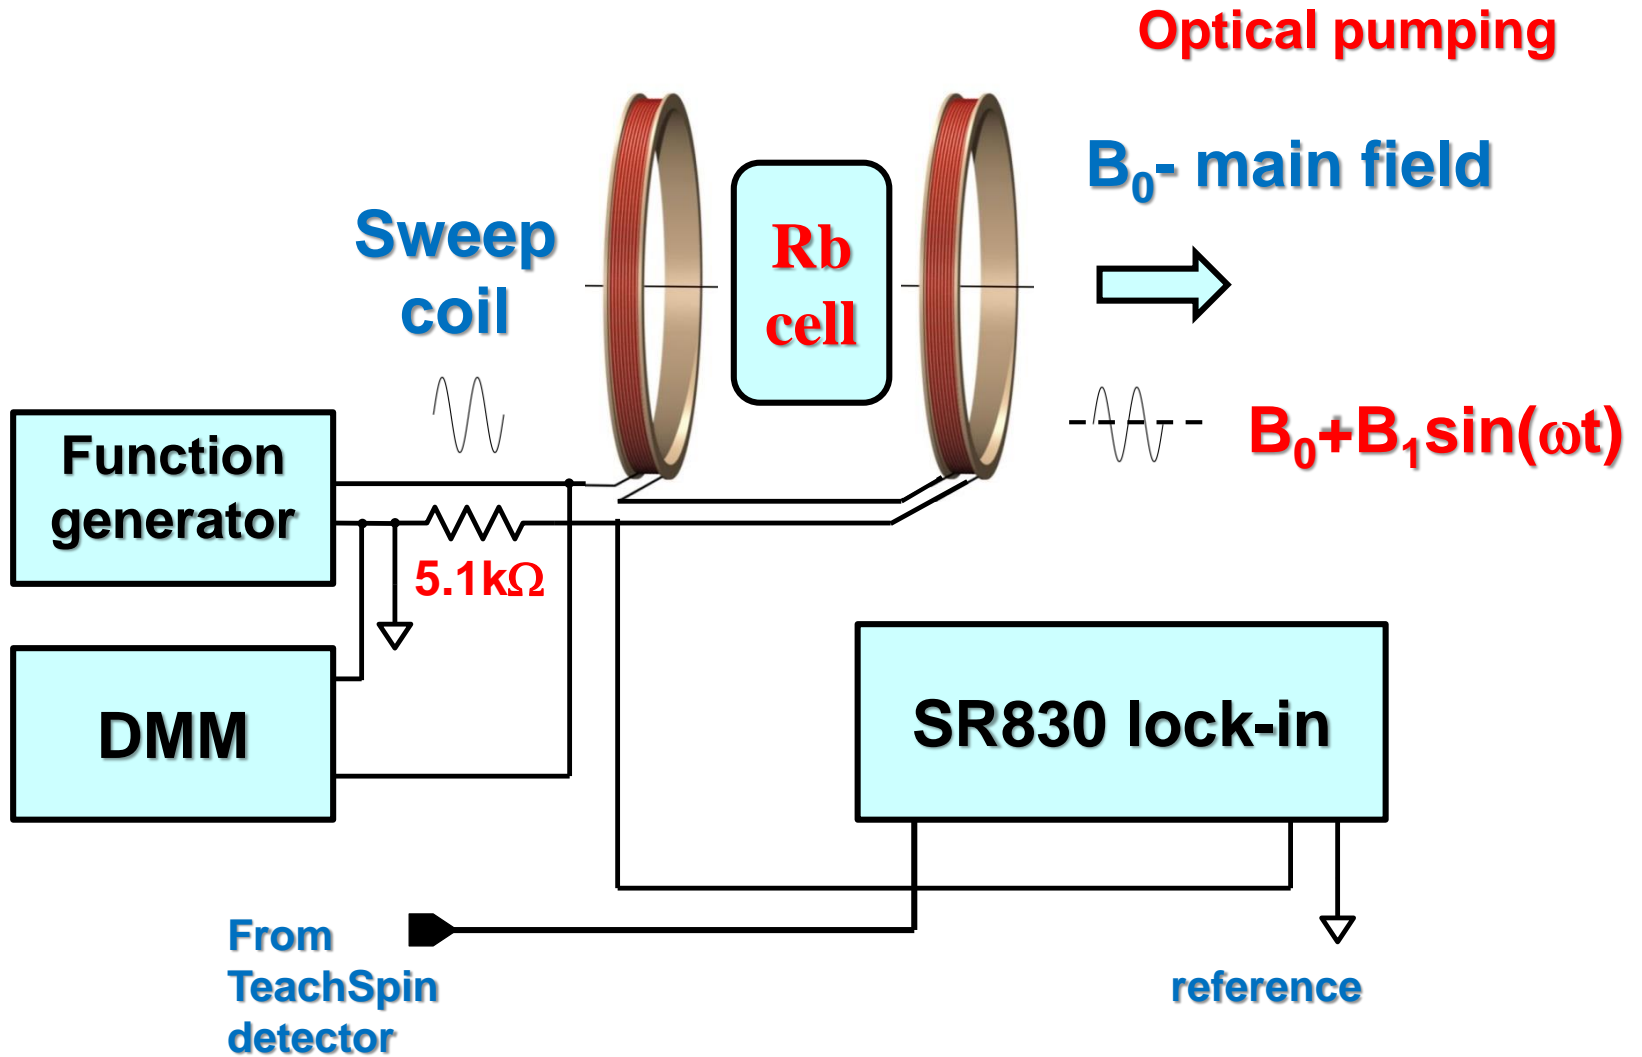 Optical pumping
B₀- main field
Sweep
coil
Rb
cell
B₀+B₁sin(ωt)
Function
generator
5.1kΩ
DMM
SR830 lock-in
From
TeachSpin
detector
reference